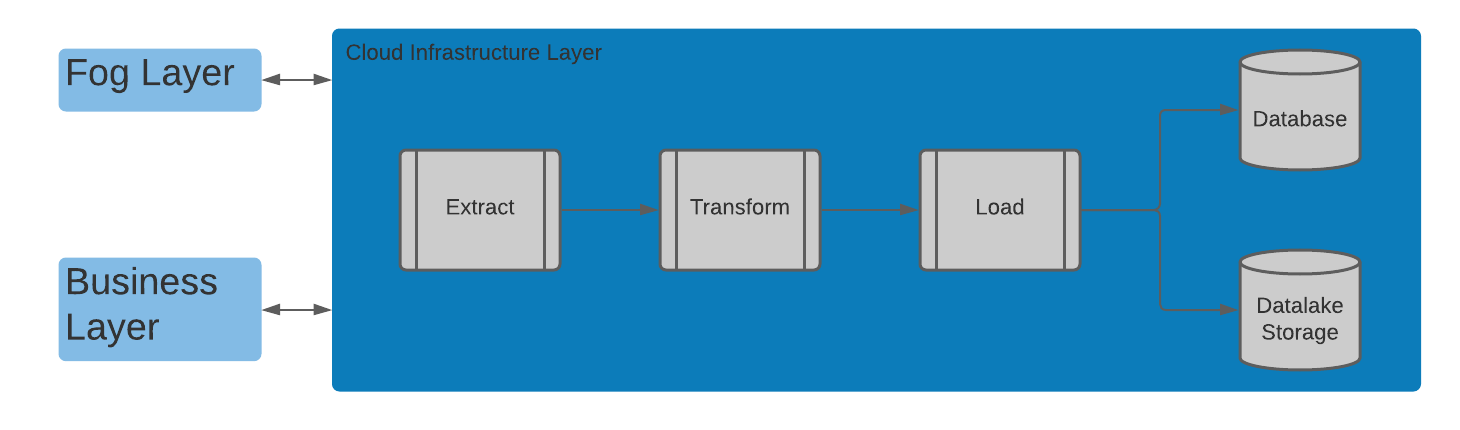 Fog Layer
Cloud Infrastructure Layer
Business
Layer
Extract
Transform
Load
Database
Datalake
Storage